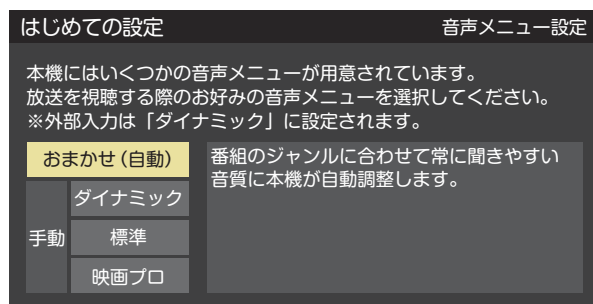 はじめての設定
音声メニュー設定
本機にはいくつかの音声メニューが用意されています。
放送を視聴する際のお好みの音声メニューを選択してください。
※外部入力は「ダイナミック」に設定されます。
おまかせ(自動)
番組のジャンルに合わせて常に聞きやすい
音質に本機が自動調整します。
手動
ダイナミック
標準
映画プロ